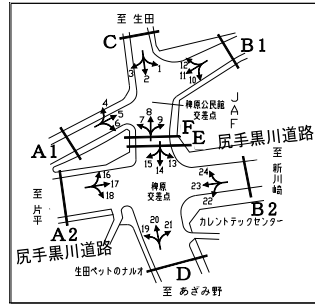 至 生田
C
B1
3
2
1
12
11
10
4
5
6
稗原公民館
交差点
JAF
7
8
9
F
E
A1
尻手黒川道路
15
14
13
至 新川崎
至 片平
16
17
18
稗原
交差点
24
23
22
B2
カレントテックセンター
A2
19
20
21
尻手黒川道路
生田ペットのナルオ
D
至 あざみ野